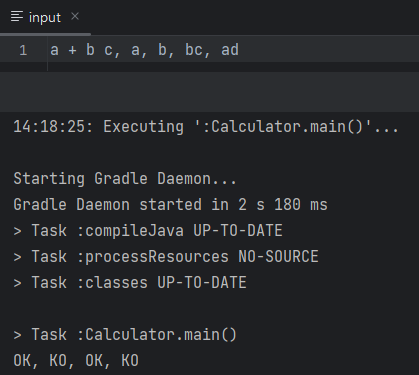 input
1 a + b c, a, b, bc, ad
14:18:25: Executing ':Calculator.main()'...
Starting Gradle Daemon...
Gradle Daemon started in 2 s 180 ms
> Task :compileJava UP-TO-DATE
> Task :processResources NO-SOURCE
> Task :classes UP-TO-DATE
> Task :Calculator.main()
OK, KO, OK, KO